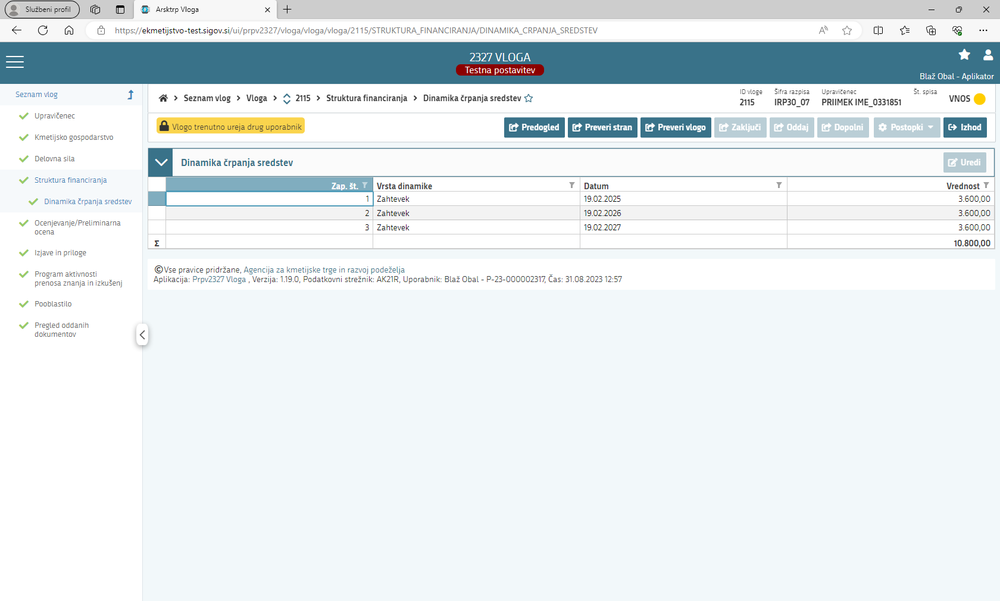 Službeni profil
Arsktrp Vloga
https://ekmetijstvo-test.sigov.si/ui/prpv2327/vloga/vloga/vloga/2115/STRUKTURA_FINANCIRANJA/DINAMIKA_CRPANJA_SREDSTEV
2327 VLOGA
Testna postavitev
Blaž Obal - Aplikator
Seznam vlog
Upravičenec
Kmetijsko gospodarstvo
Delovna sila
Struktura financiranja
Dinamika črpanja sredstev
Ocenjevanje/Preliminarna
ocena
Izjave in priloge
Program aktivnosti
prenosa znanja in izkušenj
Pooblastilo
Pregled oddanih
dokumentov
Seznam vlog Vloga 2115 Struktura financiranja Dinamika črpanja sredstev
ID vloge Šifra razpisa Upravičenec Št. spisa
2115 IRP30_07 PRIIMEK IME_0331851 VNOS
Vlogo trenutno ureja drug uporabnik
Predogled Preveri stran Preveri vlogo Zaključi Oddaj Dopolni Postopki Izhod
Dinamika črpanja sredstev Uredi
Zap. št. Vrsta dinamike Datum Vrednost
1 Zahtevek 19.02.2025 3.600,00
2 Zahtevek 19.02.2026 3.600,00
3 Zahtevek 19.02.2027 3.600,00
Σ 10.800,00
©Vse pravice pridržane, Agencija za kmetijske trge in razvoj podeželja
Aplikacija: Prpv2327 Vloga , Verzija: 1.19.0, Podatkovni strežnik: AK21R, Uporabnik: Blaž Obal - P-23-000002317, Čas: 31.08.2023 12:57